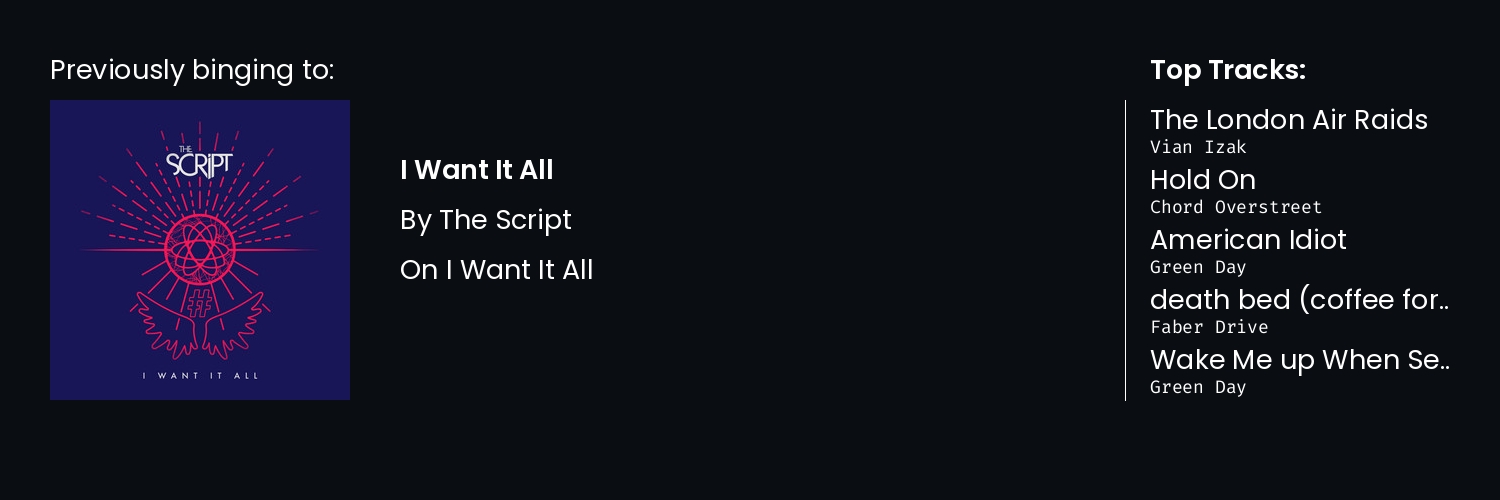 Previously binging to:
THE
SCRIPT
#
I WANT IT ALL
I Want It All
By The Script
On I Want It All
Top Tracks:
The London Air Raids
Vian Izak
Hold On
Chord Overstreet
American Idiot
Green Day
death bed (coffee for..
Faber Drive
Wake Me up When Se..
Green Day